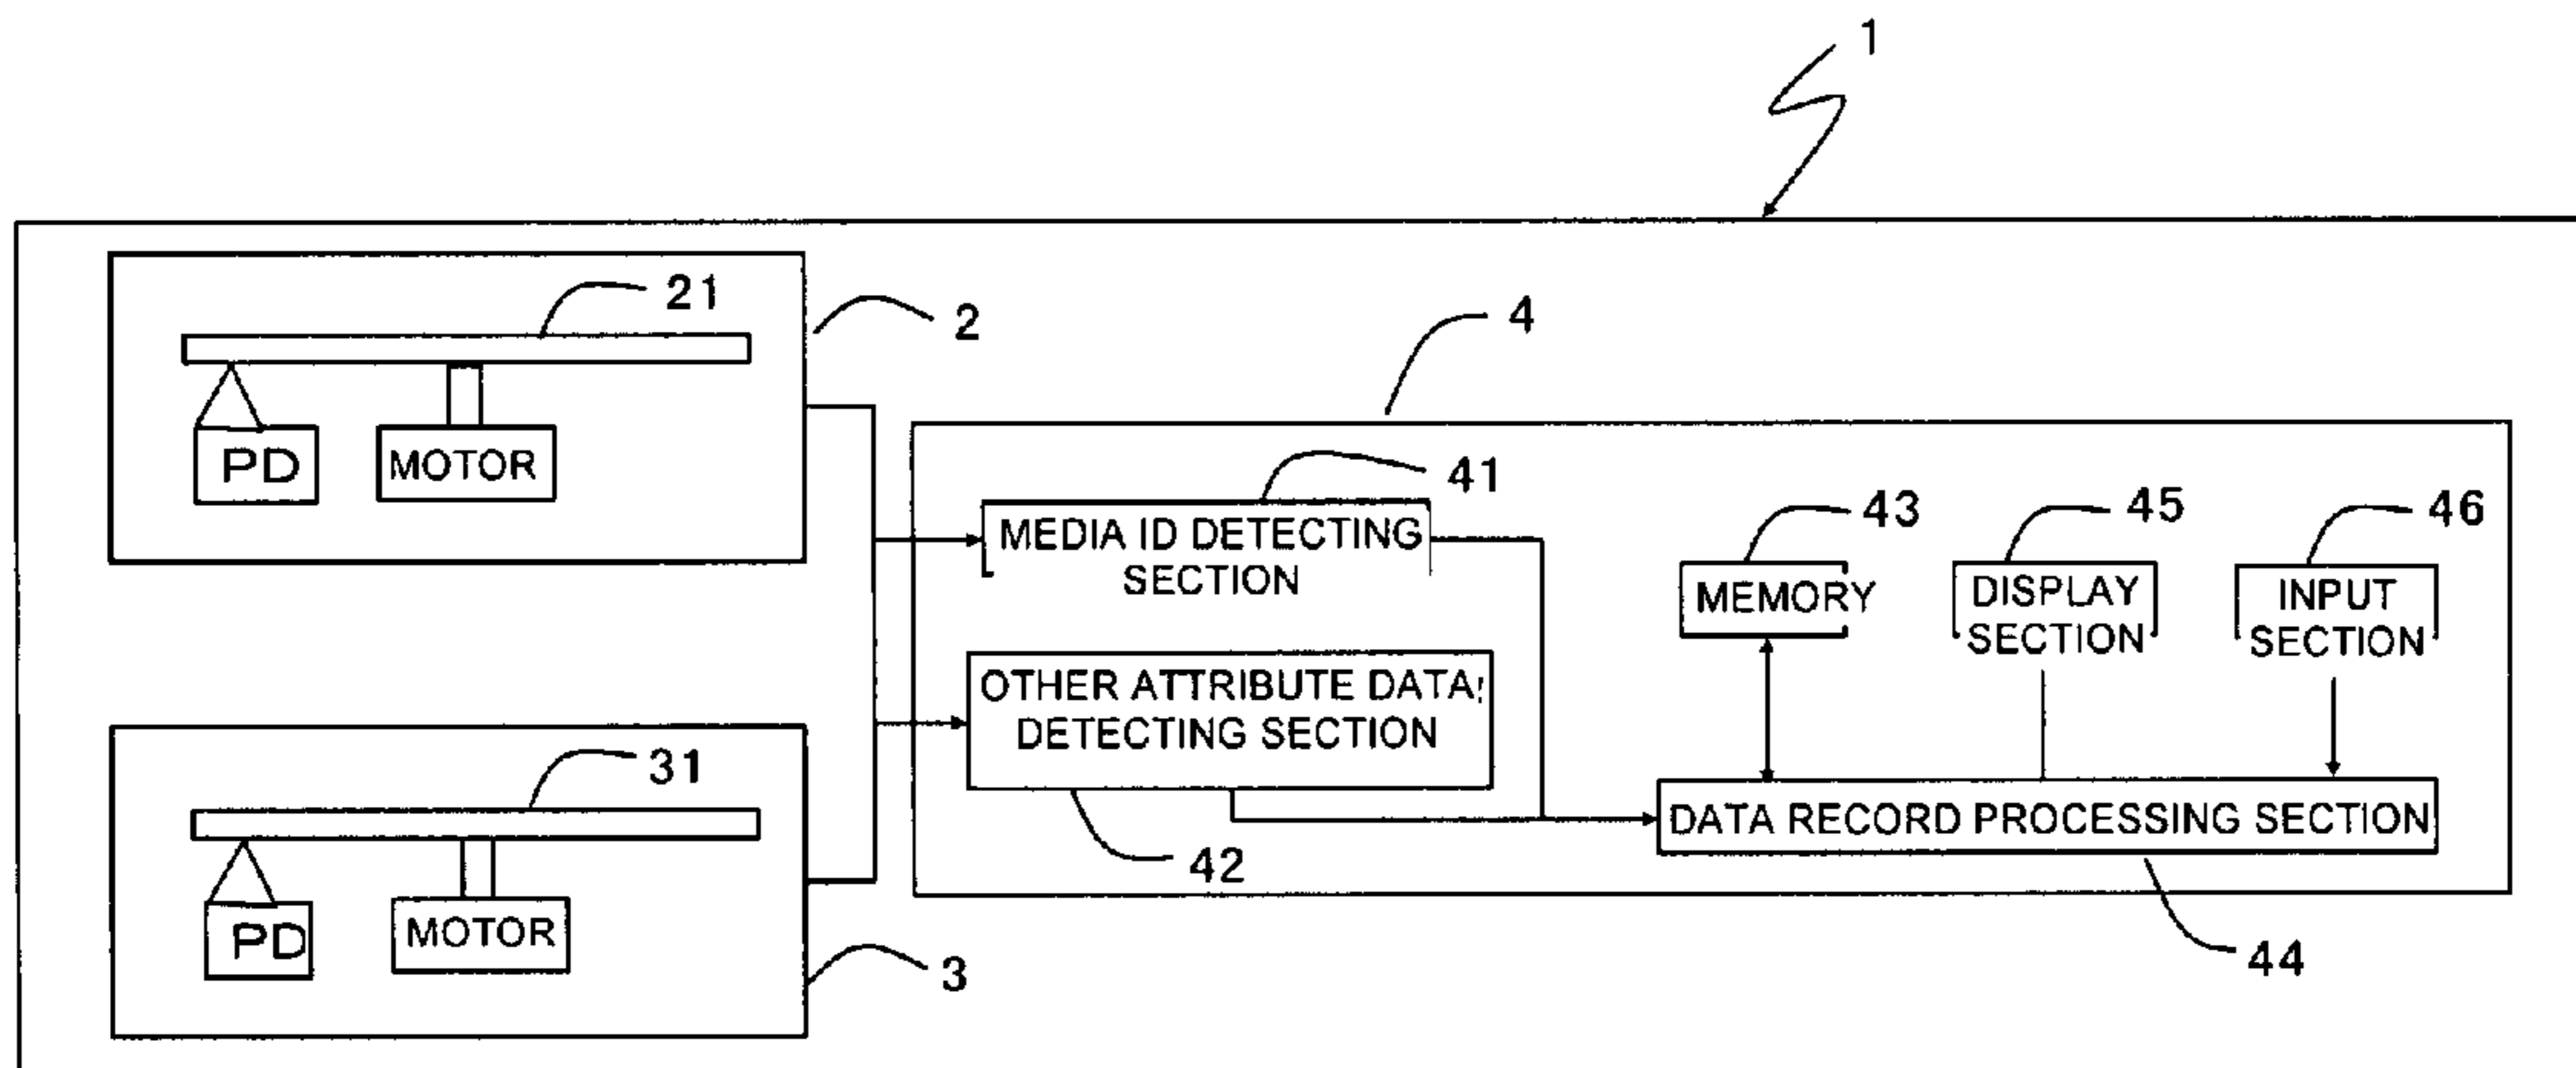 1
21
2
PD
MOTOR
4
41
MEDIA ID DETECTING
SECTION
43
MEMORY
45
DISPLAY
SECTION
46
INPUT
SECTION
OTHER ATTRIBUTE DATA
DETECTING SECTION
42
DATA RECORD PROCESSING SECTION
44
31
PD
MOTOR
3